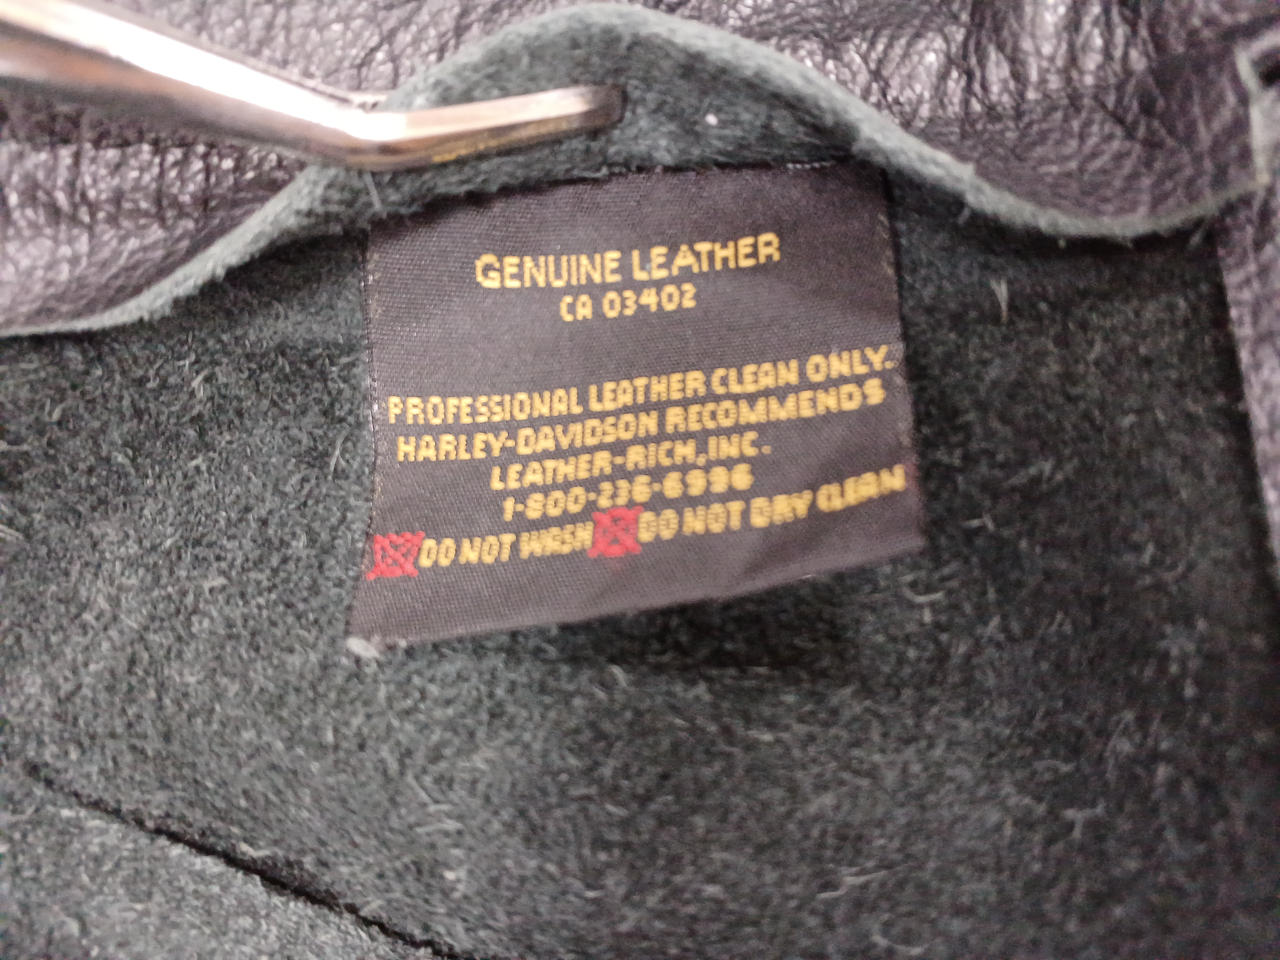 GENUINE LEATHER
CA 03402
PROFESSIONAL LEATHER CLEAN ONLY.
HARLEY-DAVIDSON RECOMMENDS
LEATHER-RICH, INC.
1-800-236-6996
DO NOT WASH DO NOT DRY CLEAN